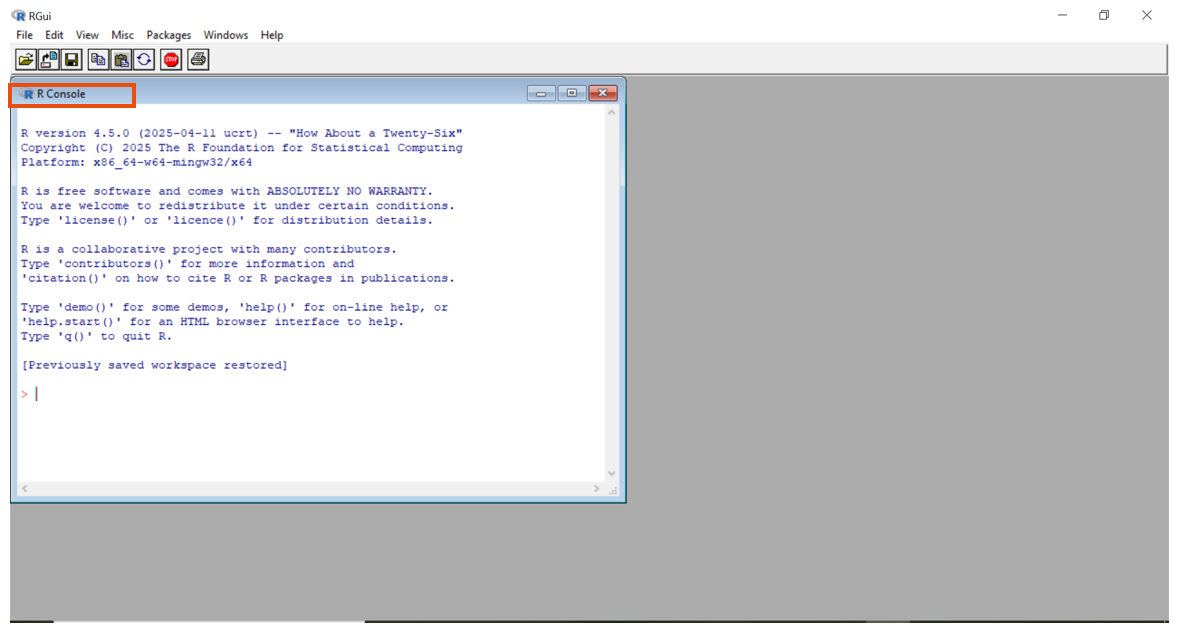 RGui
File Edit View Misc Packages Windows Help
STOP
R Console
R version 4.5.0 (2025-04-11 ucrt) -- "How About a Twenty-Six"
Copyright (C) 2025 The R Foundation for Statistical Computing
Platform: x86_64-w64-mingw32/x64
R is free software and comes with ABSOLUTELY NO WARRANTY.
You are welcome to redistribute it under certain conditions.
Type 'license()' or 'licence()' for distribution details.
R is a collaborative project with many contributors.
Type 'contributors()' for more information and
'citation()' on how to cite R or R packages in publications.
Type 'demo()' for some demos, 'help()' for on-line help, or
'help.start()' for an HTML browser interface to help.
Type 'q()' to quit R.
[Previously saved workspace restored]
>